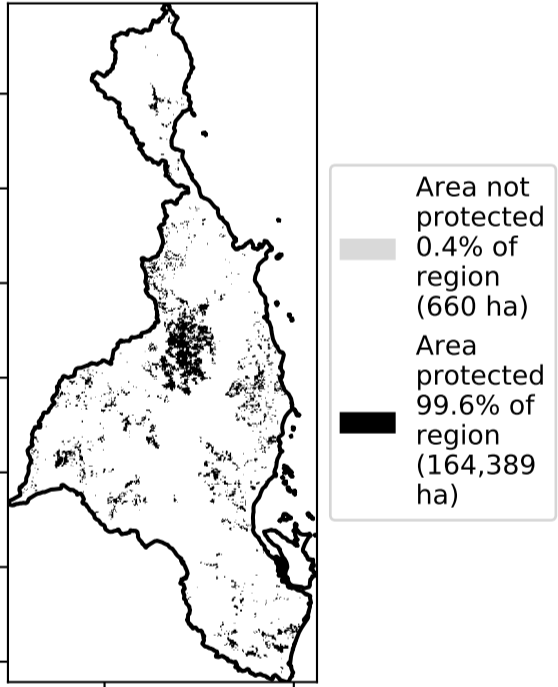 Area not
protected
0.4% of
region
(660 ha)
Area
protected
99.6% of
region
(164,389
ha)